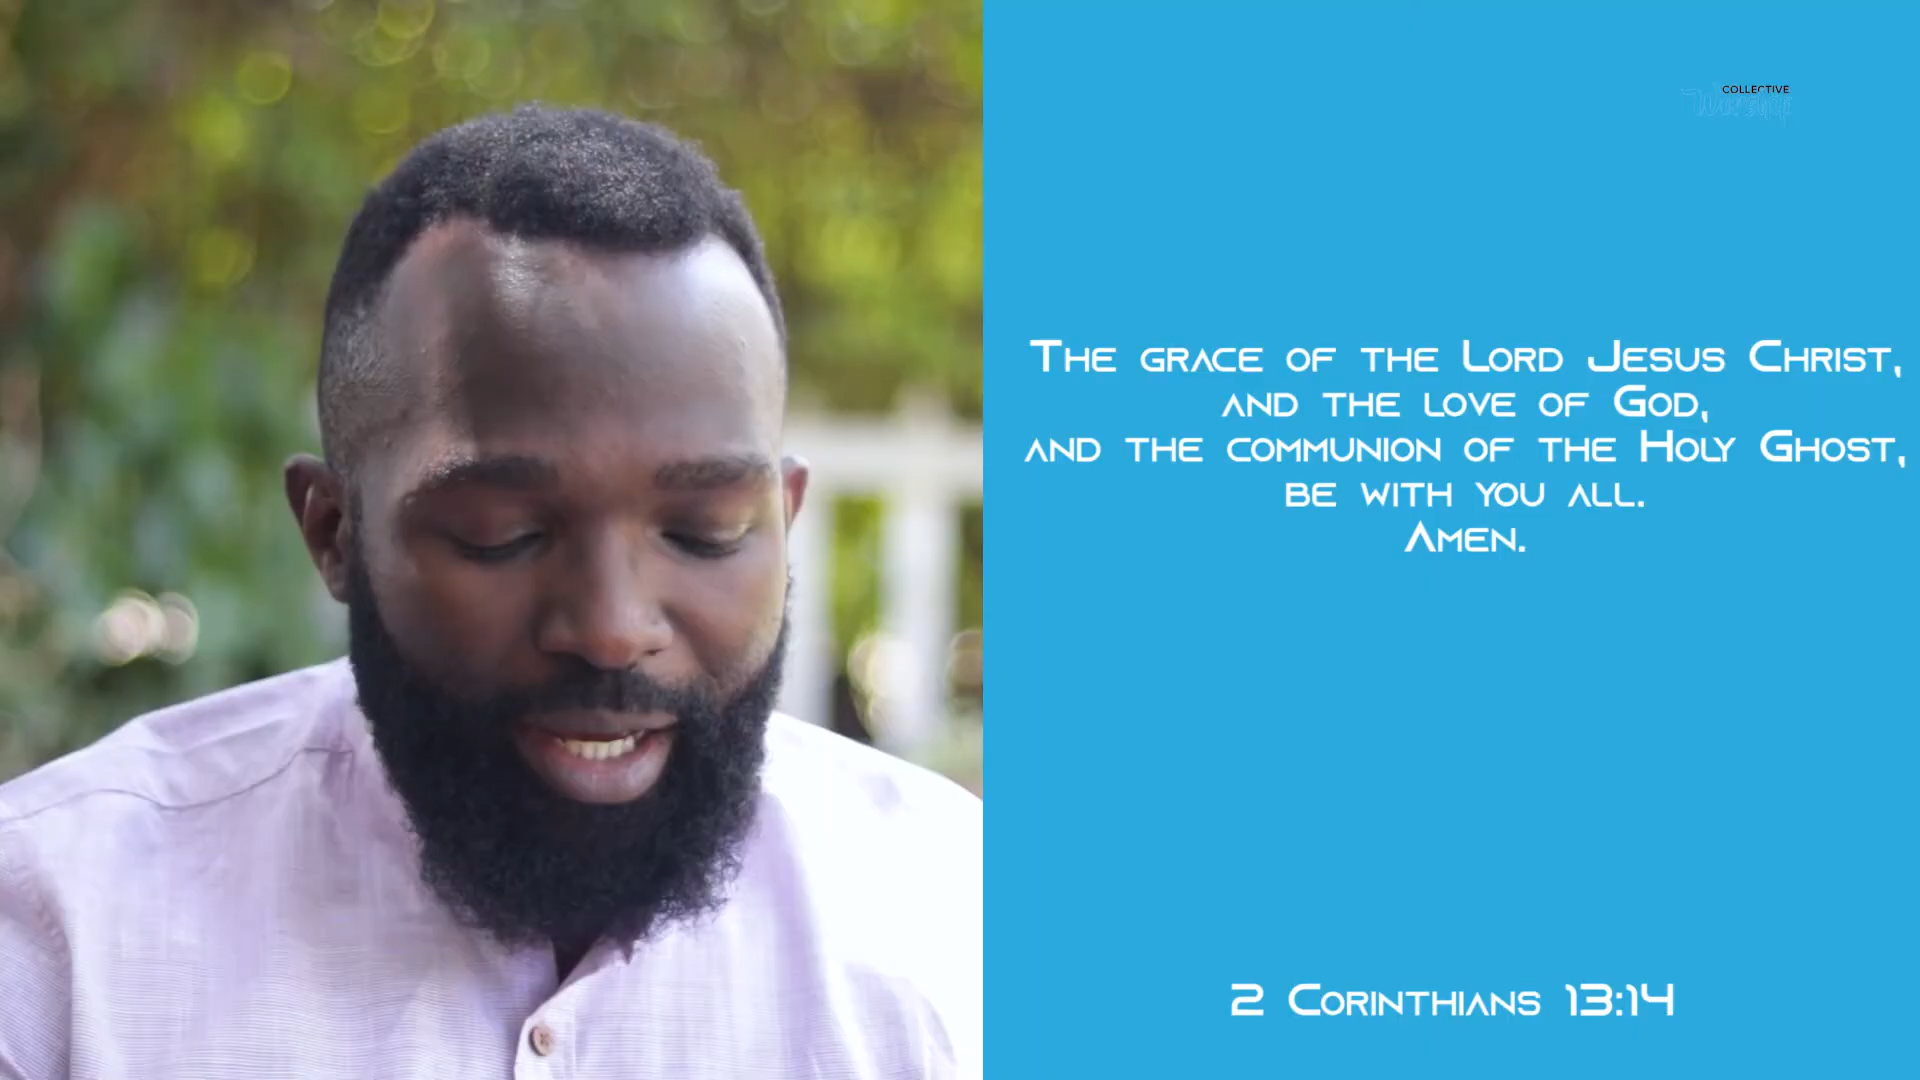 COLLECTIVE
Worship
The grace of the Lord Jesus Christ,
and the love of God,
and the communion of the Holy Ghost,
be with you all.
Amen.
2 Corinthians 13:14